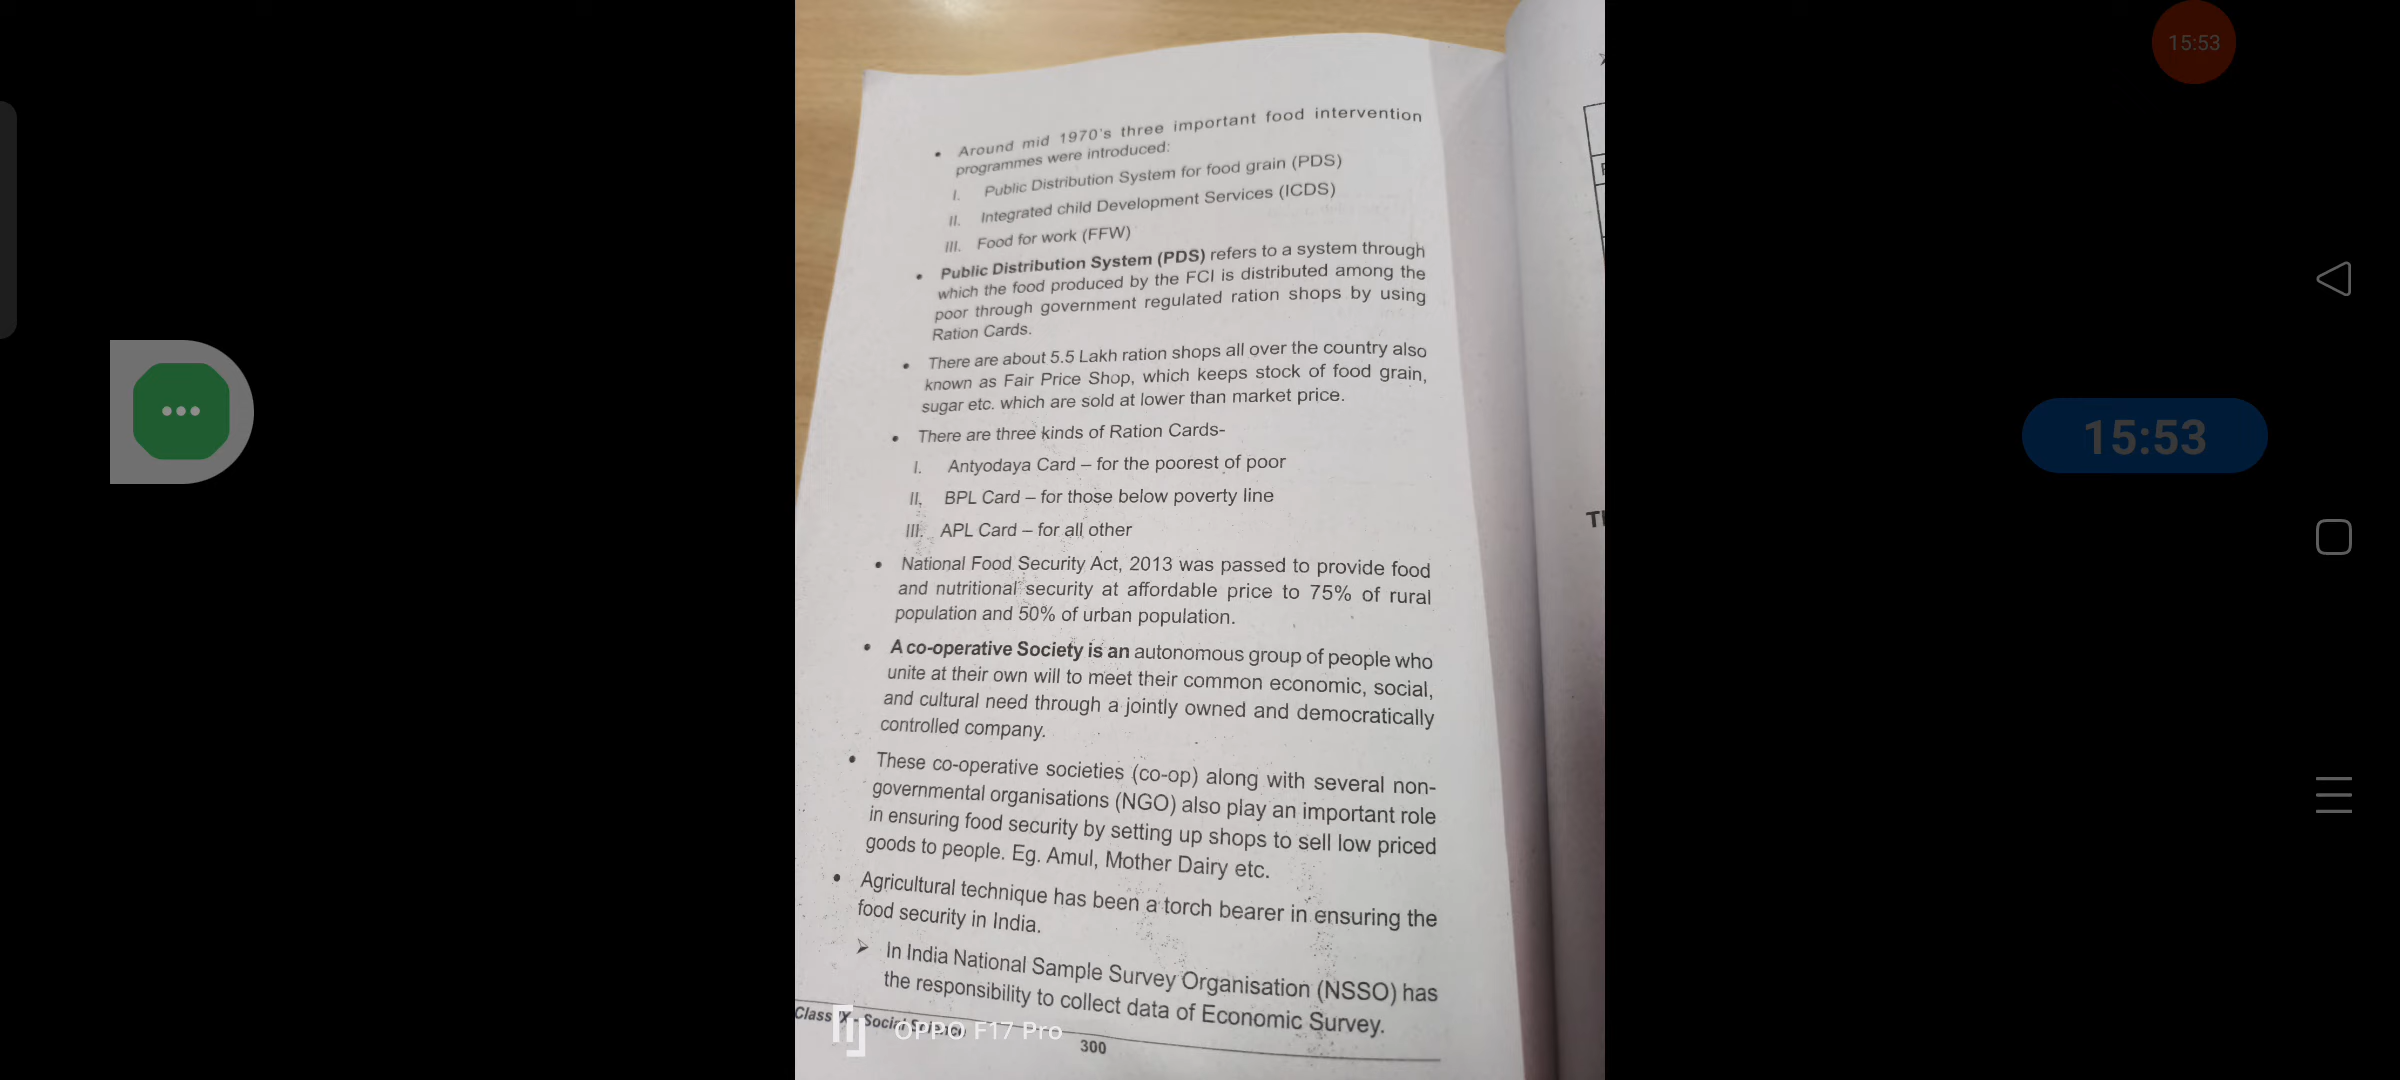 15:53
• Around mid 1970's three important food intervention
programmes were introduced:
I. Public Distribution System for food grain (PDS)
II. Integrated child Development Services (ICDS)
III. Food for work (FFW)
• Public Distribution System (PDS) refers to a system through
which the food produced by the FCI is distributed among the
poor through government regulated ration shops by using
Ration Cards.
• There are about 5.5 Lakh ration shops all over the country also
known as Fair Price Shop, which keeps stock of food grain,
sugar etc. which are sold at lower than market price.
• There are three kinds of Ration Cards-
I. Antyodaya Card – for the poorest of poor
II, BPL Card – for those below poverty line
III. APL Card – for all other
• National Food Security Act, 2013 was passed to provide food
and nutritional security at affordable price to 75% of rural
population and 50% of urban population.
• A co-operative Society is an autonomous group of people who
unite at their own will to meet their common economic, social,
and cultural need through a jointly owned and democratically
controlled company.
• These co-operative societies (co-op) along with several non-
governmental organisations (NGO) also play an important role
in ensuring food security by setting up shops to sell low priced
goods to people. Eg. Amul, Mother Dairy etc.
• Agricultural technique has been a torch bearer in ensuring the
food security in India.
➤ In India National Sample Survey Organisation (NSSO) has
the responsibility to collect data of Economic Survey.
Class - Social Science
300
OPPO F17 Pro
15:53